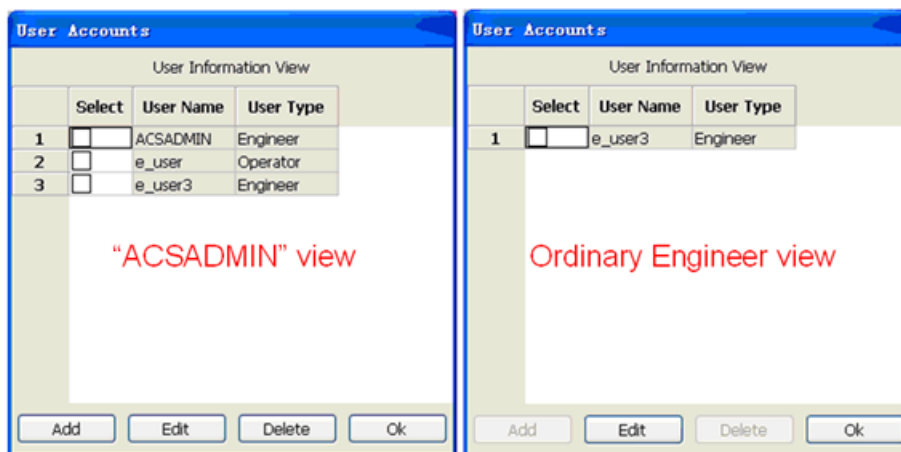 User Accounts
User Information View
Select User Name User Type
1 ACSADMIN Engineer
2 e_user Operator
3 e_user3 Engineer
“ACSADMIN” view
Add Edit Delete Ok
User Accounts
User Information View
Select User Name User Type
1 e_user3 Engineer
Ordinary Engineer view
Add Edit Delete Ok